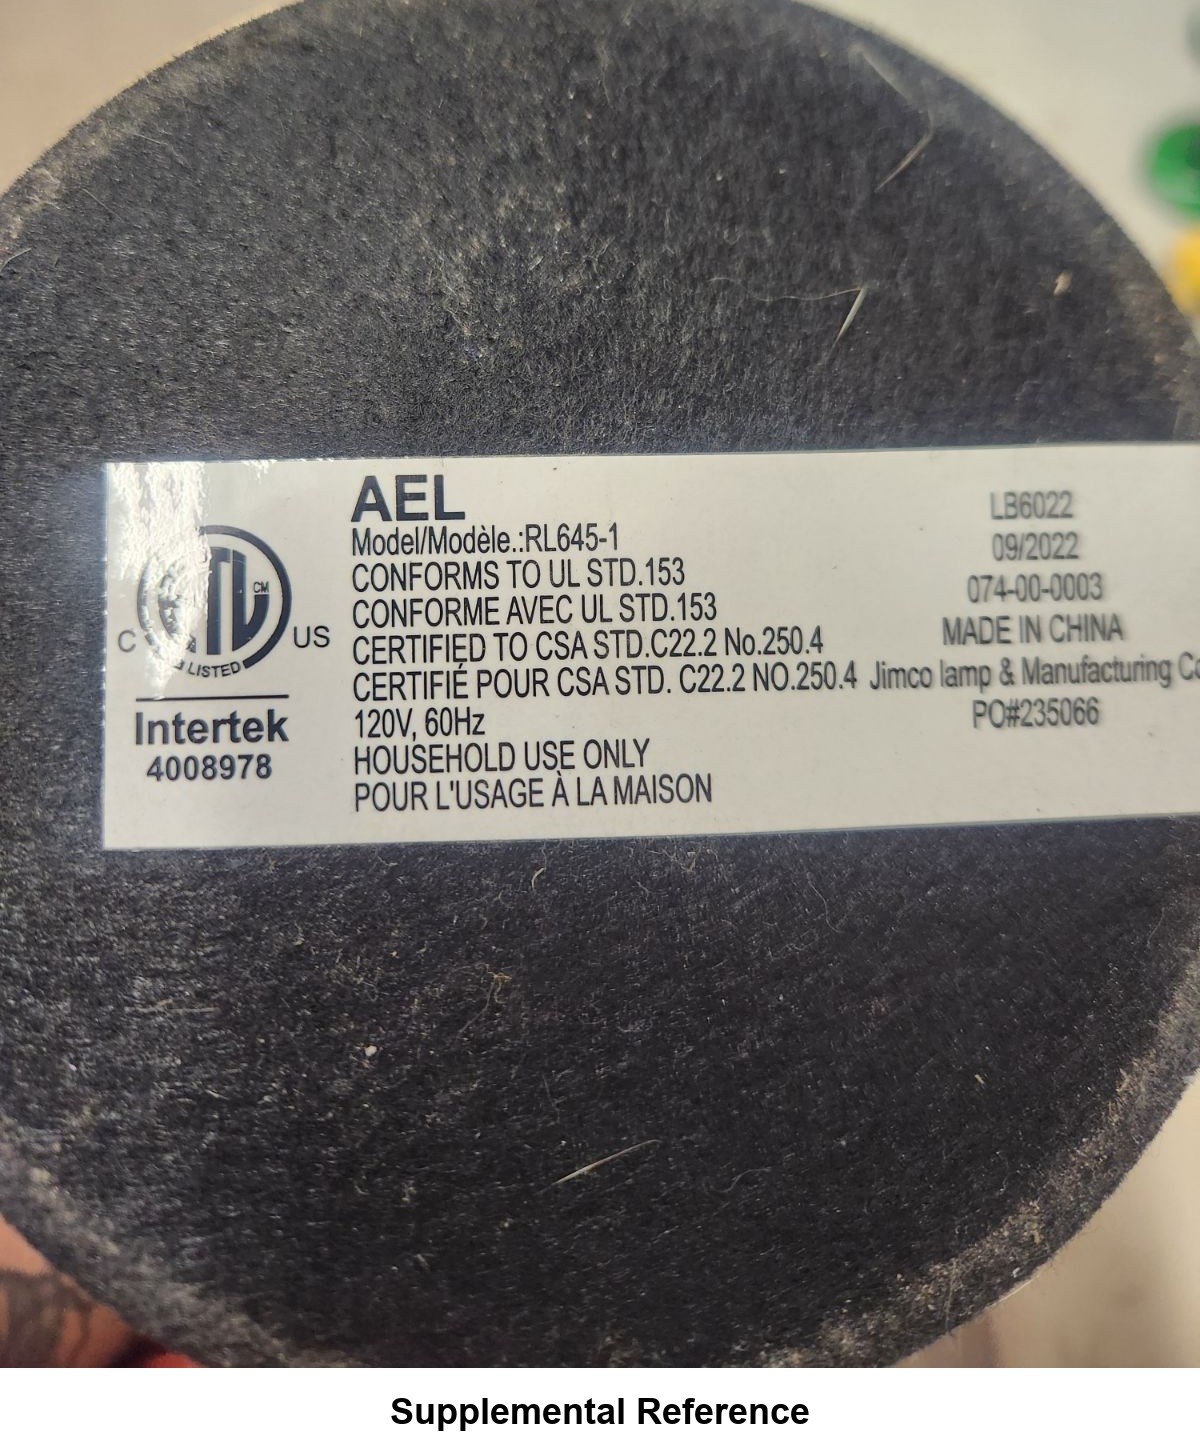 AEL
Model/Modèle.:RL645-1
CONFORMS TO UL STD.153
CONFORME AVEC UL STD.153
CERTIFIED TO CSA STD.C22.2 No.250.4
CERTIFIÉ POUR CSA STD. C22.2 NO.250.4
120V, 60Hz
HOUSEHOLD USE ONLY
POUR L'USAGE À LA MAISON
C US
CM
LISTED
Intertek
4008978
LB6022
09/2022
074-00-0003
MADE IN CHINA
Jimco lamp & Manufacturing Co
PO#235066
Supplemental Reference